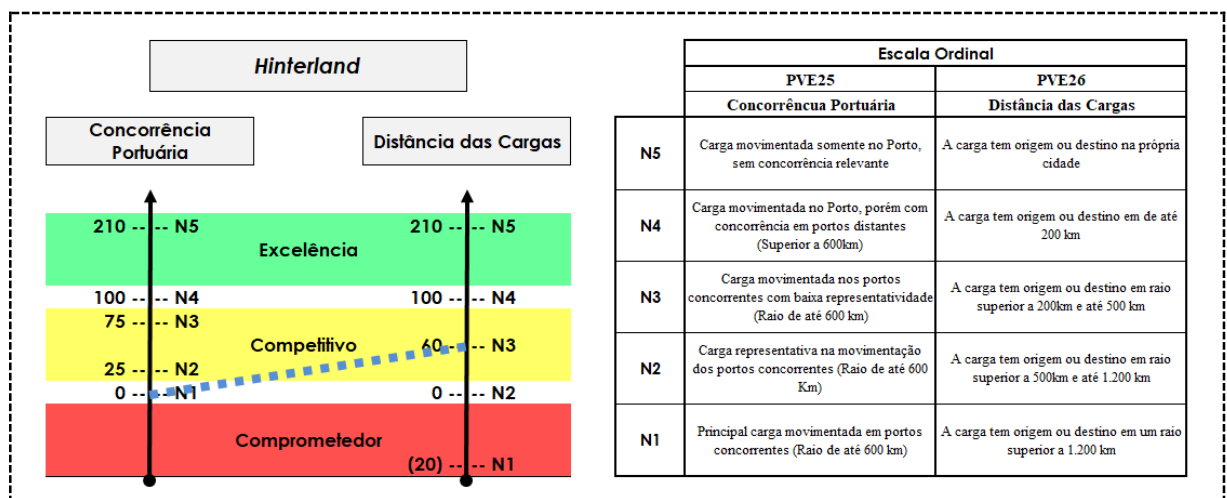 Hinterland
Concorrência
Portuária
Distância das Cargas
210 -- -- N5
210 -- -- N5
Excelência
100 -- -- N4
100 -- -- N4
75 -- -- N3
Competitivo
60 -- -- N3
25 -- -- N2
0 -- -- N1
0 -- -- N2
Comprometedor
(20) -- -- N1
Escala Ordinal
PVE25
PVE26
Concorrêncua Portuária
Distância das Cargas
N5
Carga movimentada somente no Porto,
sem concorrência relevante
A carga tem origem ou destino na própria
cidade
N4
Carga movimentada no Porto, porém com
concorrência em portos distantes
(Superior a 600km)
A carga tem origem ou destino em de até
200 km
N3
Carga movimentada nos portos
concorrentes com baixa representatividade
(Raio de até 600 km)
A carga tem origem ou destino em raio
superior a 200km e até 500 km
N2
Carga representativa na movimentação
dos portos concorrentes (Raio de até 600
Km)
A carga tem origem ou destino em raio
superior a 500km e até 1.200 km
N1
Principal carga movimentada em portos
concorrentes (Raio de até 600 km)
A carga tem origem ou destino em um raio
superior a 1.200 km